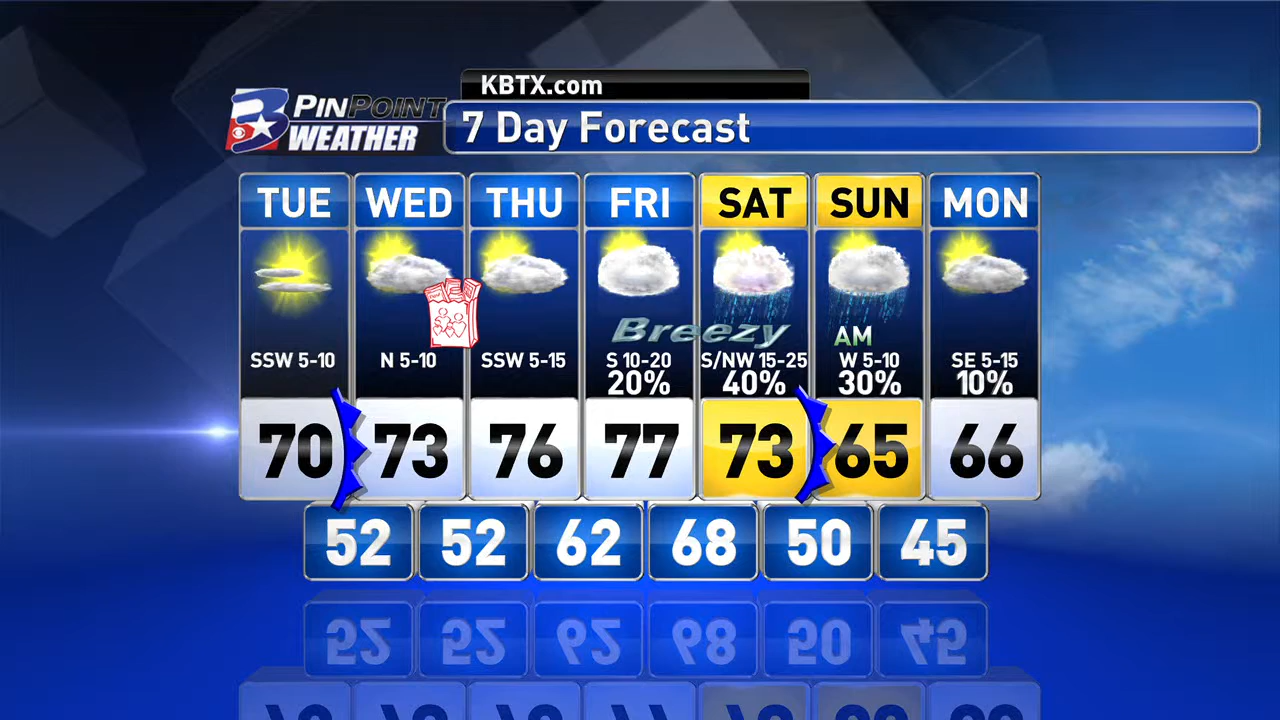 KBTX.com
3 PINPOINT
WEATHER
7 Day Forecast
TUE WED THU FRI SAT SUN MON
Breezy
AM
SSW 5-10 N 5-10 SSW 5-15 S 10-20 S/NW 15-25 W 5-10 SE 5-15
20% 40% 30% 10%
70 73 76 77 73 65 66
52 52 62 68 50 45